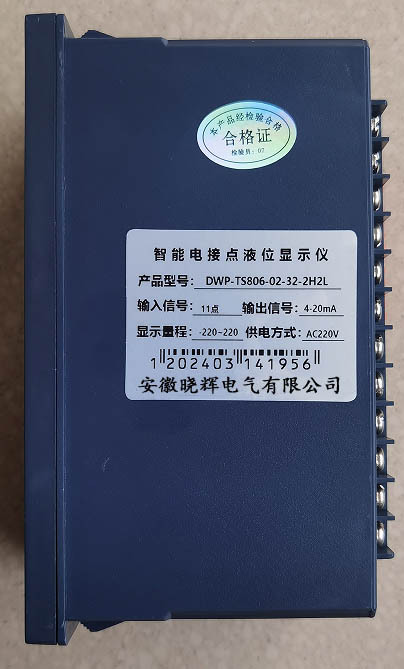 本产品经检验合格
合格证
检验员：07
智能电接点液位显示仪
产品型号： DWP-TS806-02-32-2H2L
输入信号： 11点 输出信号： 4-20mA
显示量程： -220~220 供电方式： AC220V
1 202403 141956
安徽晓辉电气有限公司